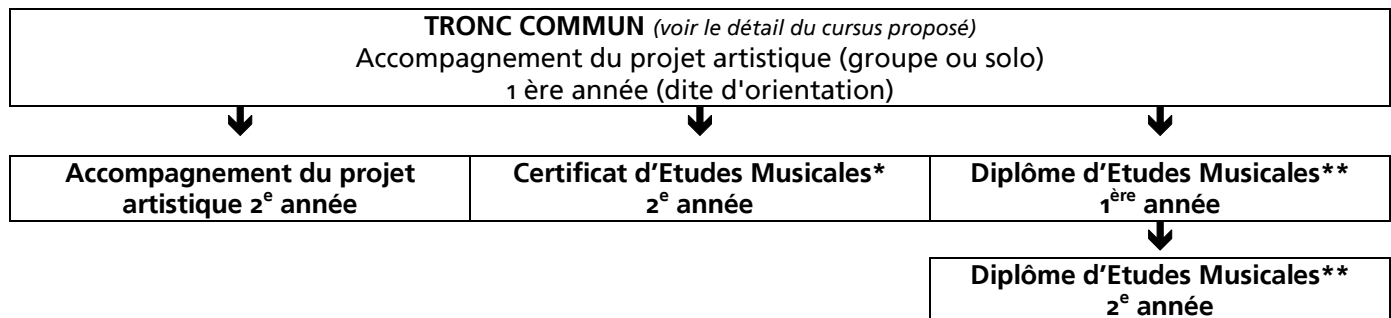 TRONC COMMUN (voir le détail du cursus proposé)
Accompagnement du projet artistique (groupe ou solo)
1 ère année (dite d'orientation)
Accompagnement du projet
artistique 2e année
Certificat d’Etudes Musicales*
2e année
Diplôme d’Etudes Musicales**
1ère année
Diplôme d’Etudes Musicales**
2e année